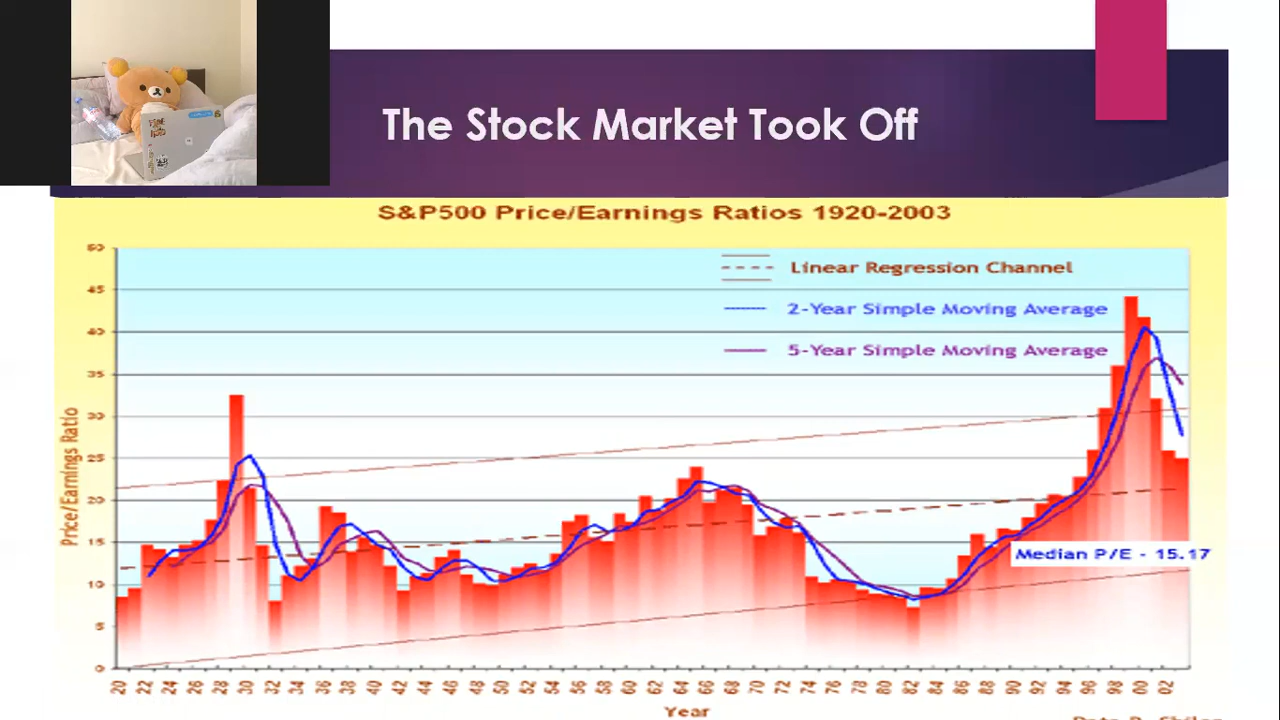 The Stock Market Took Off
S&P500 Price/Earnings Ratios 1920-2003
Linear Regression Channel
2-Year Simple Moving Average
5-Year Simple Moving Average
Median P/E - 15.17
Price/Earnings Ratio
50
45
40
35
30
25
20
15
10
5
0
20 22 24 26 28 30 32 34 36 38 40 42 44 46 48 50 52 54 56 58 60 62 64 66 68 70 72 74 76 78 80 82 84 86 88 90 92 94 96 98 00 02
Year